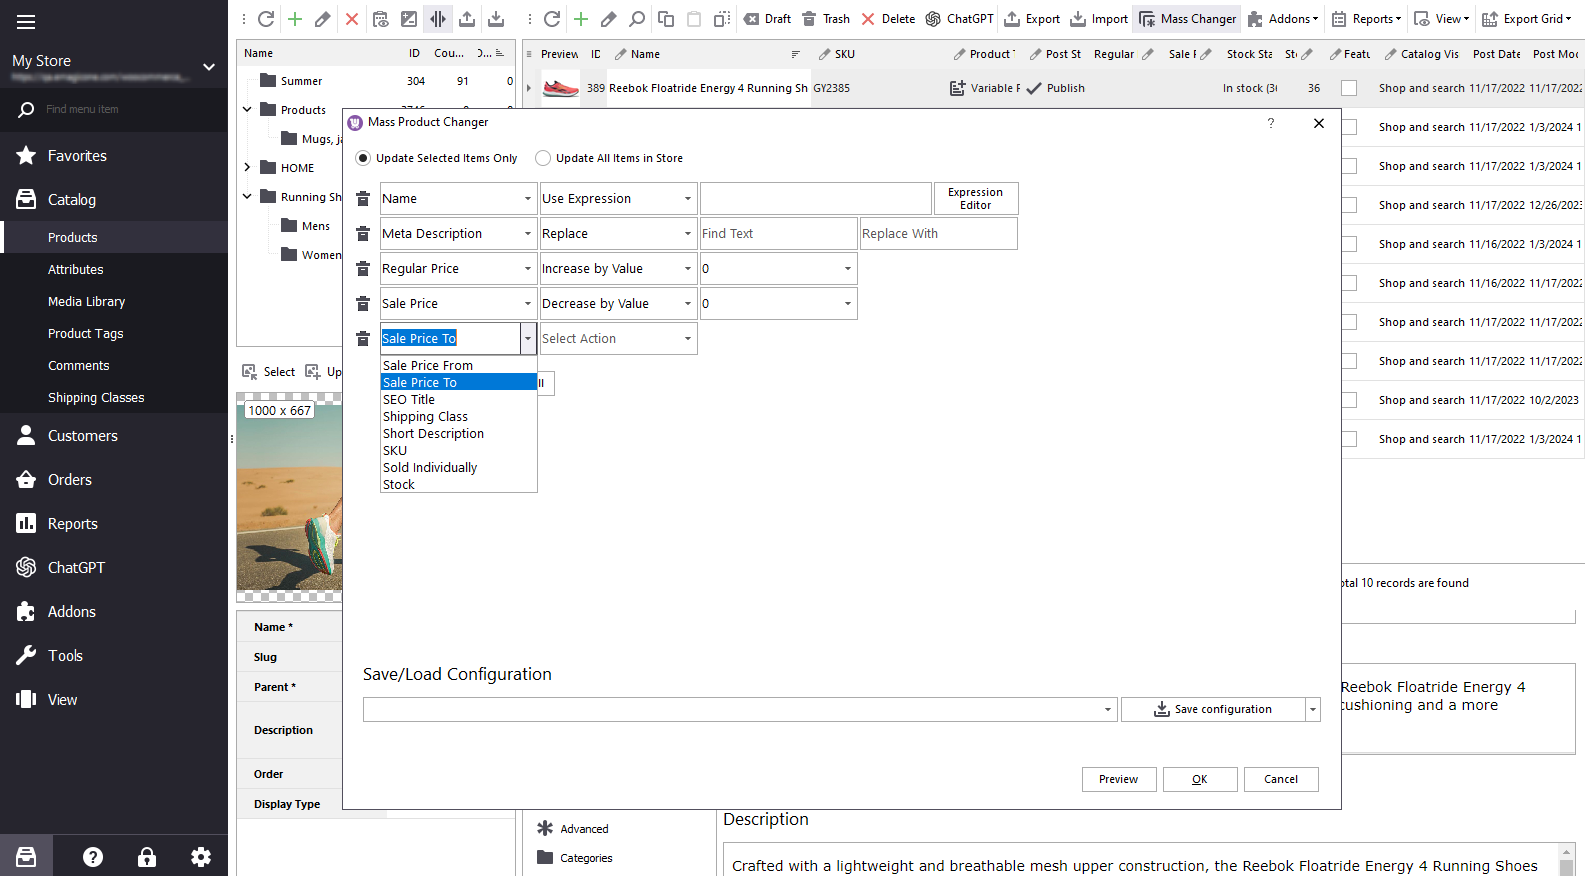 My Store
Find menu item
Favorites
Catalog
Products
Attributes
Media Library
Product Tags
Comments
Shipping Classes
Customers
Orders
Reports
ChatGPT
Addons
Tools
View
Draft Trash Delete ChatGPT Export Import Mass Changer Addons Reports View Export Grid
Name ID Cou...
Summer 304 91 0
Products
Mugs, ja
HOME
Running Sh
Mens
Women
Select Up
1000 x 667
Name *
Slug
Parent *
Description
Order
Display Type
Preview ID Name SKU Product Post St Regular Sale Stock Sta Featu Catalog Vis Post Date Post Moc
389 Reebok Floatride Energy 4 Running Sh GY2385 Variable Publish In stock (3 36 Shop and search 11/17/2022 11/17/2022
Shop and search 11/17/2022 1/3/2024 1
Shop and search 11/17/2022 1/3/2024 1
Shop and search 11/17/2022 12/26/2023
Shop and search 11/16/2022 1/3/2024 1
Shop and search 11/16/2022 11/17/2022
Shop and search 11/17/2022 11/17/2022
Shop and search 11/17/2022 11/17/2022
Shop and search 11/17/2022 10/2/2023
Shop and search 11/17/2022 1/3/2024 1
Mass Product Changer ?
Update Selected Items Only Update All Items in Store
Name Use Expression Expression Editor
Meta Description Replace Find Text Replace With
Regular Price Increase by Value 0
Sale Price Decrease by Value 0
Sale Price To Select Action
Sale Price From
Sale Price To
SEO Title
Shipping Class
Short Description
SKU
Sold Individually
Stock
ll
Save/Load Configuration
Save configuration
Preview OK Cancel
otal 10 records are found
Reebok Floatride Energy 4
cushioning and a more
Advanced
Categories
Description
Crafted with a lightweight and breathable mesh upper construction, the Reebok Floatride Energy 4 Running Shoes